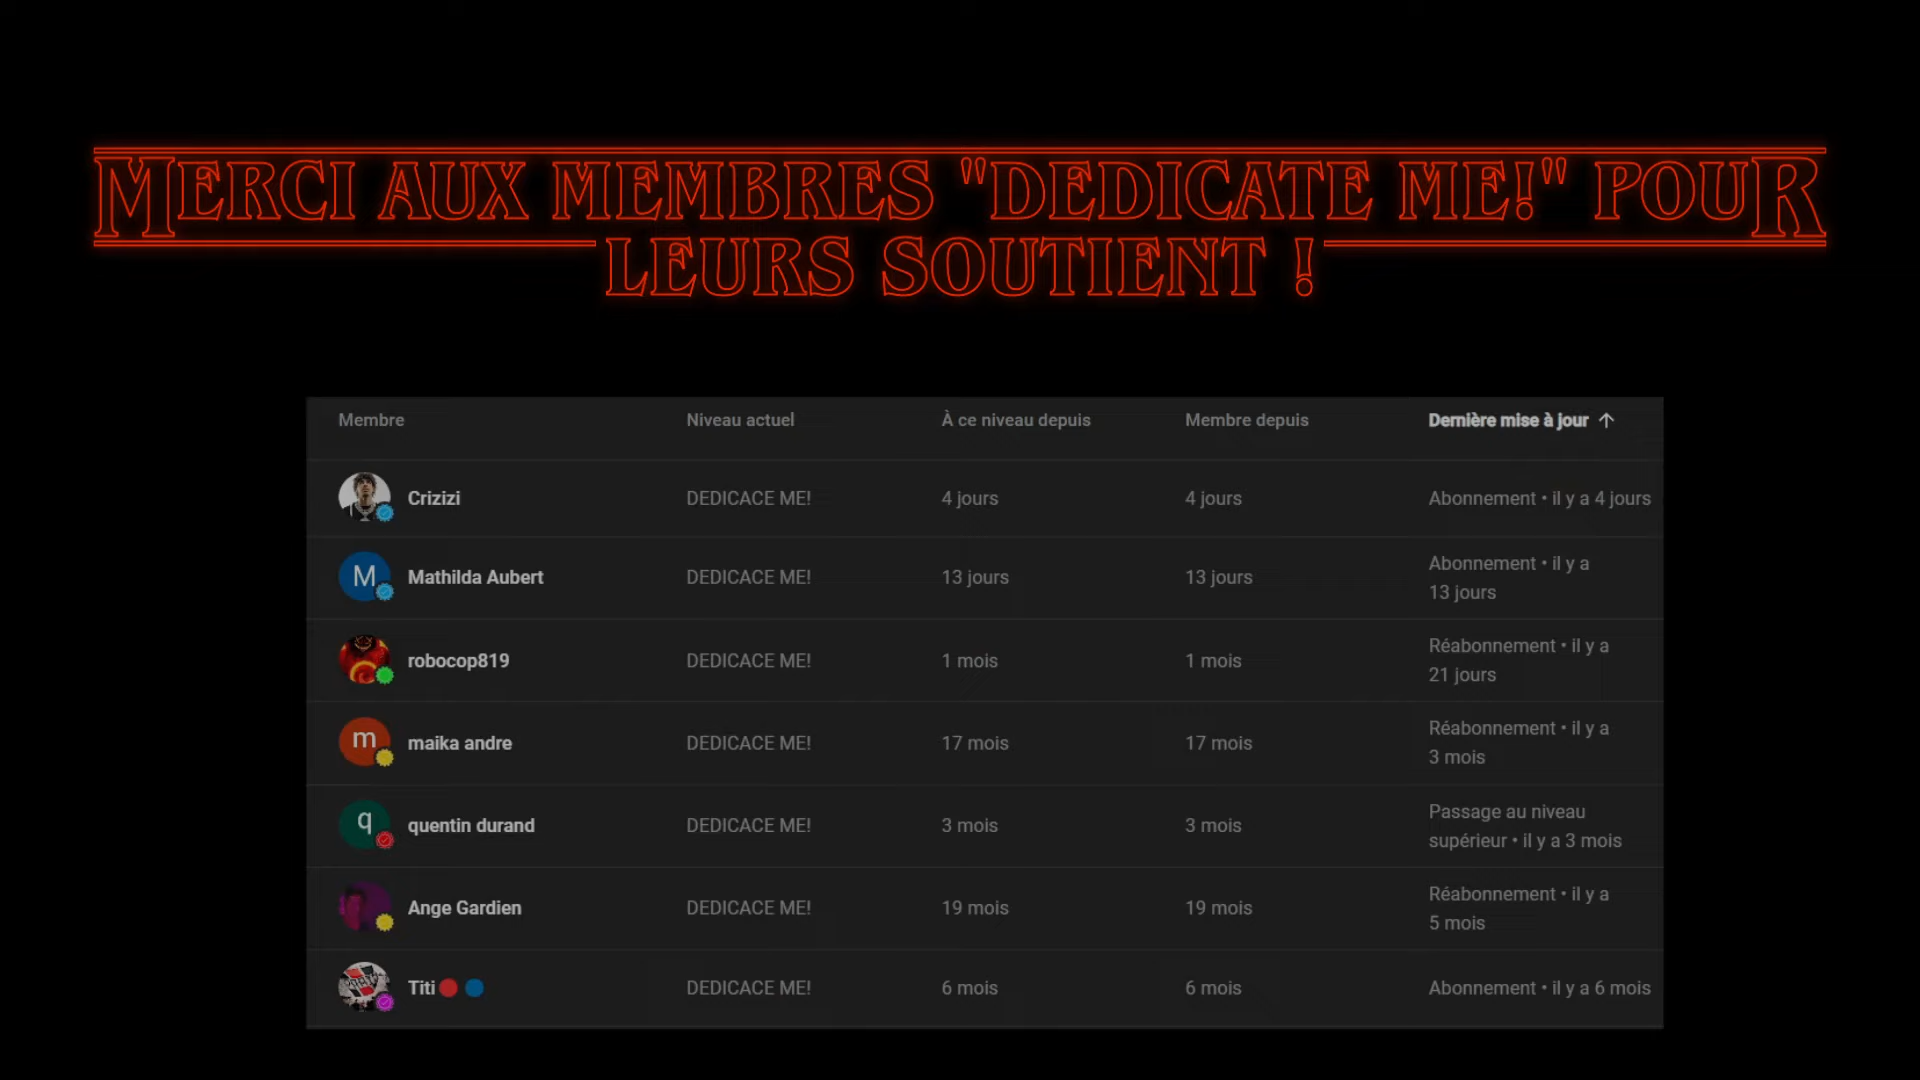 MERCI AUX MEMBRES "DEDICATE ME!" POUR
LEURS SOUTIENT !
Membre Niveau actuel À ce niveau depuis Membre depuis Dernière mise à jour ↑
Crizizi DEDICACE ME! 4 jours 4 jours Abonnement • il y a 4 jours
M Mathilda Aubert DEDICACE ME! 13 jours 13 jours Abonnement • il y a
13 jours
robocop819 DEDICACE ME! 1 mois 1 mois Réabonnement • il y a
21 jours
m maika andre DEDICACE ME! 17 mois 17 mois Réabonnement • il y a
3 mois
q quentin durand DEDICACE ME! 3 mois 3 mois Passage au niveau
supérieur • il y a 3 mois
Ange Gardien DEDICACE ME! 19 mois 19 mois Réabonnement • il y a
5 mois
Titi DEDICACE ME! 6 mois 6 mois Abonnement • il y a 6 mois